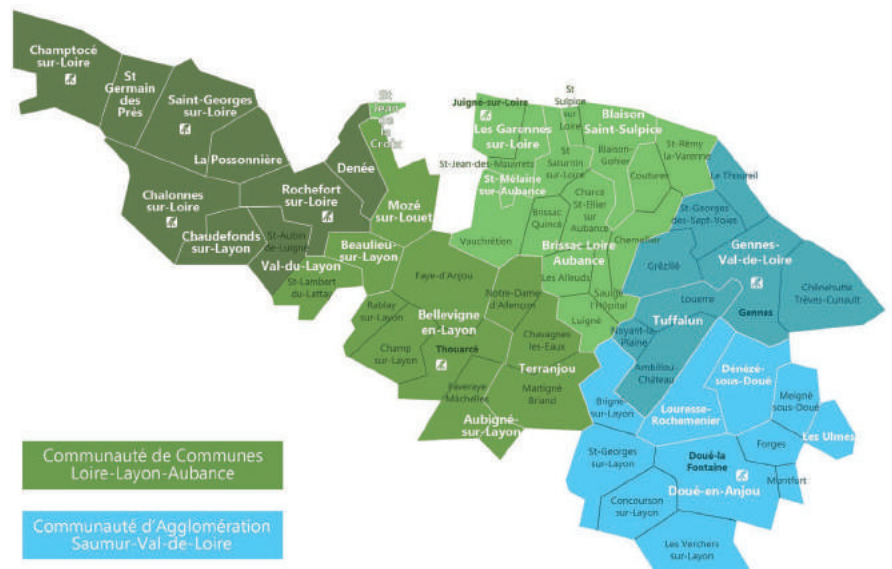 Champtocé
sur-Loire
St
Germain
des
Près
Saint-Georges
sur-Loire
La Possonnière
Chalonnes
sur-Loire
Chaudefonds
sur-Layon
Rochefort
sur-Loire
Denée
St
Jean
de
la
Croix
Mozé
sur-Louet
St-Aubin
de-Luigné
Val-du-Layon
St-Lambert
du-Lattay
Beaulieu
sur-Layon
Juigné-sur-Loire
Les Garennes
sur-Loire
St-Jean-des-Mauvrets
St-Mélaine
sur-Aubance
St
Sulpice
sur
Loire
Blaison
Saint-Sulpice
St
Saturnin
sur-Loire
Blaison-
Gohier
St-Rémy
la-Varenne
Coutures
Charcé
St-Ellier
sur
Aubance
Brissac
Quincé
Vauchrétien
Brissac Loire
Aubance
Les Alleuds
Chemellier
Saulgé
l'Hôpital
Luigné
Le Thoureil
St-Georges
des-Sept-Voies
Gennes-
Val-de-Loire
Grézillé
Chênehutte
Trèves-Cunault
Gennes
Louerre
Tuffalun
Noyant-la
Plaine
Ambillou-
Château
Faye-d'Anjou
Notre-Dame
d'Allençon
Rablay
sur-Layon
Bellevigne
en-Layon
Champ
sur-Layon
Thouarcé
Chavagnes
les-Eaux
Terranjou
Martigné
Briand
Faveraye
Mâchelles
Aubigné-
sur-Layon
Brigné
sur-Layon
Louresse-
Rochemenier
Dénezé-
sous-Doué
Meigné
sous-Doué
Les Ulmes
Forges
Montfort
St-Georges
sur-Layon
Doué-la
Fontaine
Doué-en-Anjou
Concourson
sur-Layon
Les Verchers
sur-Layon
Communauté de Communes
Loire-Layon-Aubance
Communauté d'Agglomération
Saumur-Val-de-Loire